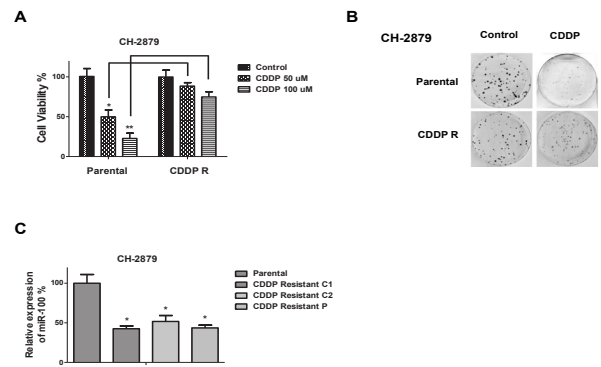 A
CH-2879
Control
CDDP 50 uM
CDDP 100 uM
Cell Viability %
100
50
0
*
**
Parental
CDDP R
B
CH-2879
Control
CDDP
Parental
CDDP R
C
CH-2879
Parental
CDDP Resistant C1
CDDP Resistant C2
CDDP Resistant P
Relative expression
of miR-100 %
100
50
0
*
*
*